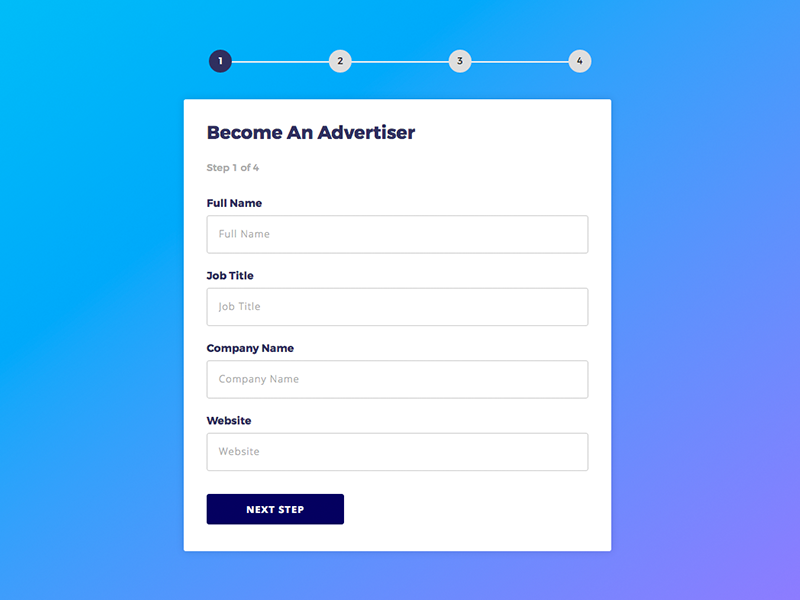 1 2 3 4
Become An Advertiser
Step 1 of 4
Full Name
Full Name
Job Title
Job Title
Company Name
Company Name
Website
Website
NEXT STEP